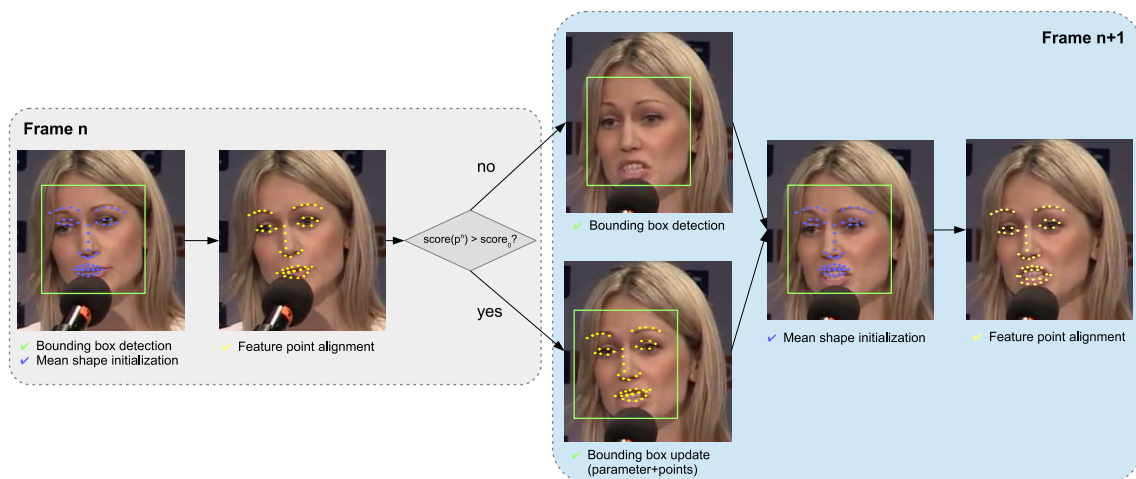 Frame n
✔ Bounding box detection
✔ Mean shape initialization
✔ Feature point alignment
score(pⁿ) > score₀?
no
yes
Frame n+1
✔ Bounding box detection
✔ Bounding box update
(parameter+points)
✔ Mean shape initialization
✔ Feature point alignment